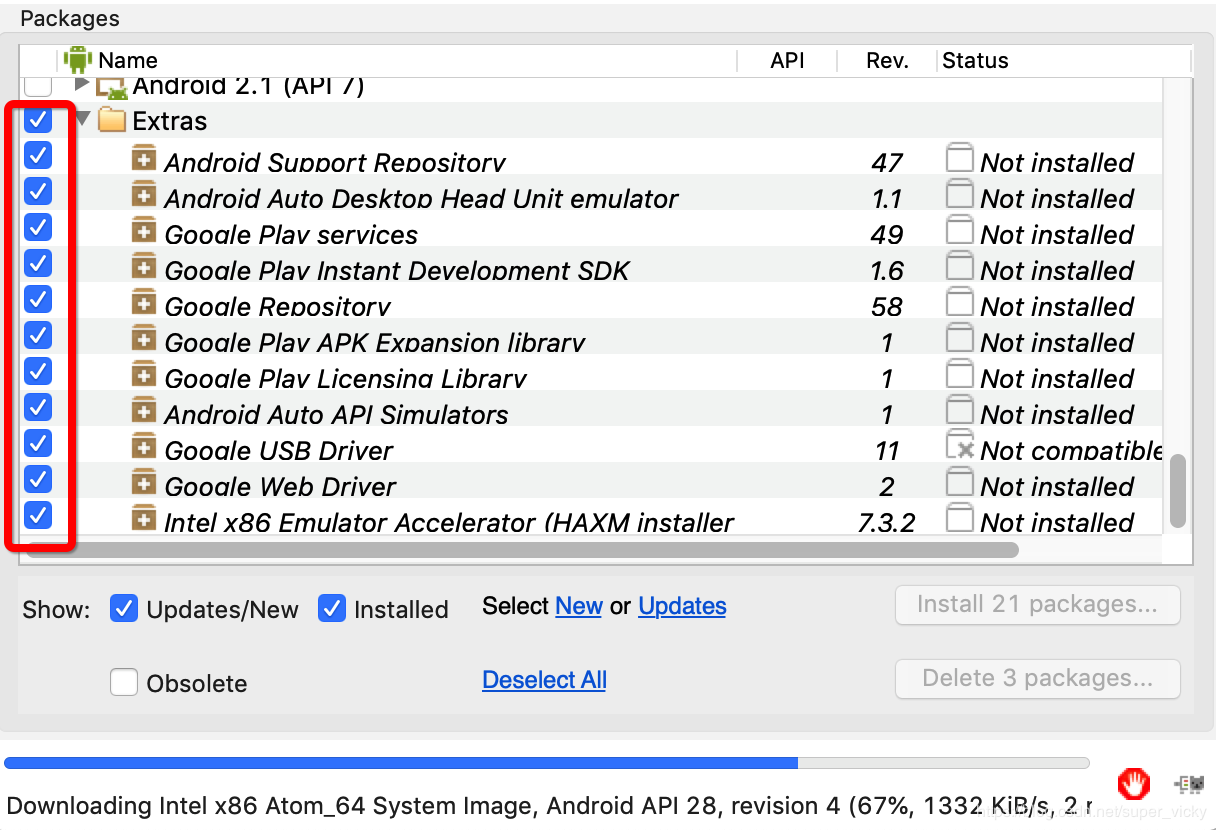 Packages
Name API Rev. Status
Android 2.1 (API 7)
Extras
Android Support Repository 47 Not installed
Android Auto Desktop Head Unit emulator 1.1 Not installed
Google Play services 49 Not installed
Google Play Instant Development SDK 1.6 Not installed
Google Repository 58 Not installed
Google Play APK Expansion library 1 Not installed
Google Play Licensing Library 1 Not installed
Android Auto API Simulators 1 Not installed
Google USB Driver 11 Not compatible
Google Web Driver 2 Not installed
Intel x86 Emulator Accelerator (HAXM installer 7.3.2 Not installed
Show: Updates/New Installed Select New or Updates Install 21 packages...
Obsolete Deselect All Delete 3 packages...
Downloading Intel x86 Atom_64 System Image, Android API 28, revision 4 (67%, 1332 KiB/s, 2
https://blog.csdn.net/super_vicky